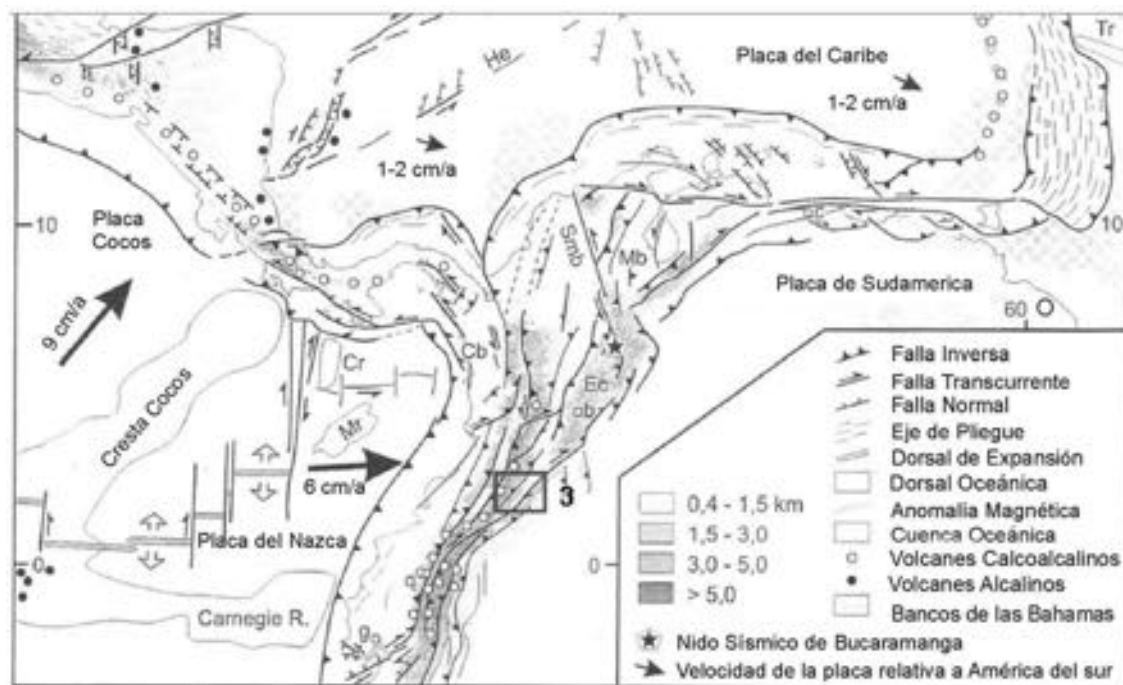 Tr
Placa del Caribe
1-2 cm/a
He
1-2 cm/a
10
10
Placa
Cocos
9 cm/a
Smb
Mb
Placa de Sudamerica
60
Cr
Cb
Cresta Cocos
Mr
Ec
ob
6 cm/a
3
Placa del Nazca
0
0
Carnegie R.
g
Falla Inversa
Falla Transcurrente
Falla Normal
Eje de Pliegue
Dorsal de Expansión
Dorsal Oceánica
Anomalía Magnética
Cuenca Oceánica
Volcanes Calcoalcalinos
Volcanes Alcalinos
Bancos de las Bahamas
0,4 - 1,5 km
1,5 - 3,0
3,0 - 5,0
> 5,0
Nido Sísmico de Bucaramanga
Velocidad de la placa relativa a América del sur